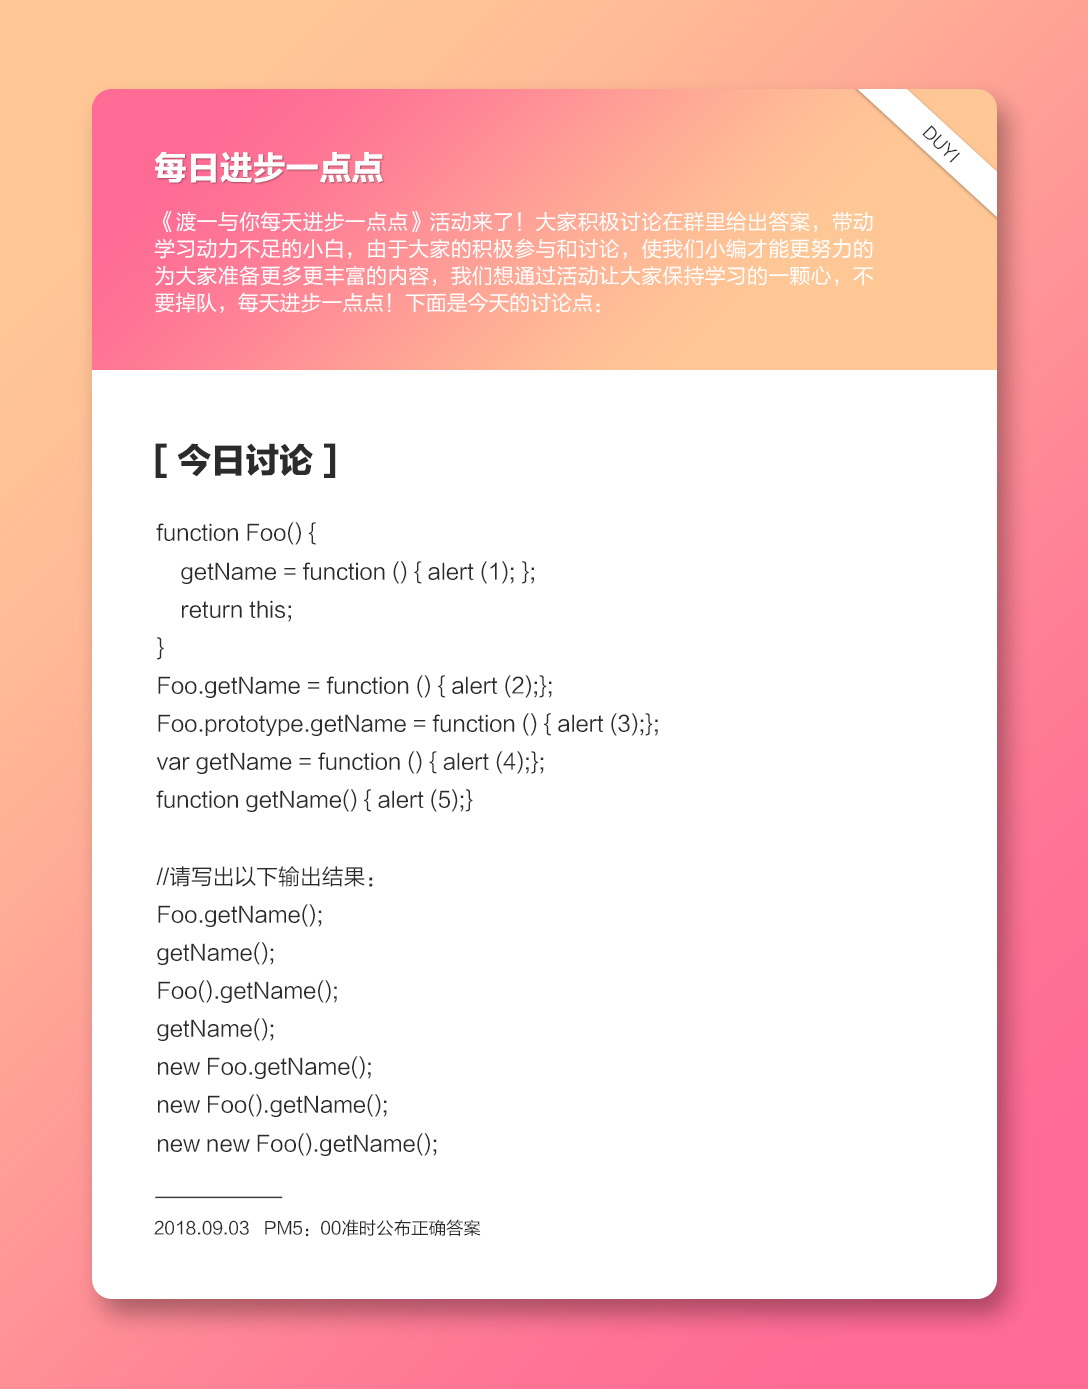 DUYI
每日进步一点点
《渡一与你每天进步一点点》活动来了！大家积极讨论在群里给出答案，带动
学习动力不足的小白，由于大家的积极参与和讨论，使我们小编才能更努力的
为大家准备更多更丰富的内容，我们想通过活动让大家保持学习的一颗心，不
要掉队，每天进步一点点！下面是今天的讨论点：
[ 今日讨论 ]
function Foo() {
    getName = function () { alert (1); };
    return this;
}
Foo.getName = function () { alert (2);};
Foo.prototype.getName = function () { alert (3);};
var getName = function () { alert (4);};
function getName() { alert (5);}
//请写出以下输出结果：
Foo.getName();
getName();
Foo().getName();
getName();
new Foo.getName();
new Foo().getName();
new new Foo().getName();
2018.09.03 PM5：00准时公布正确答案